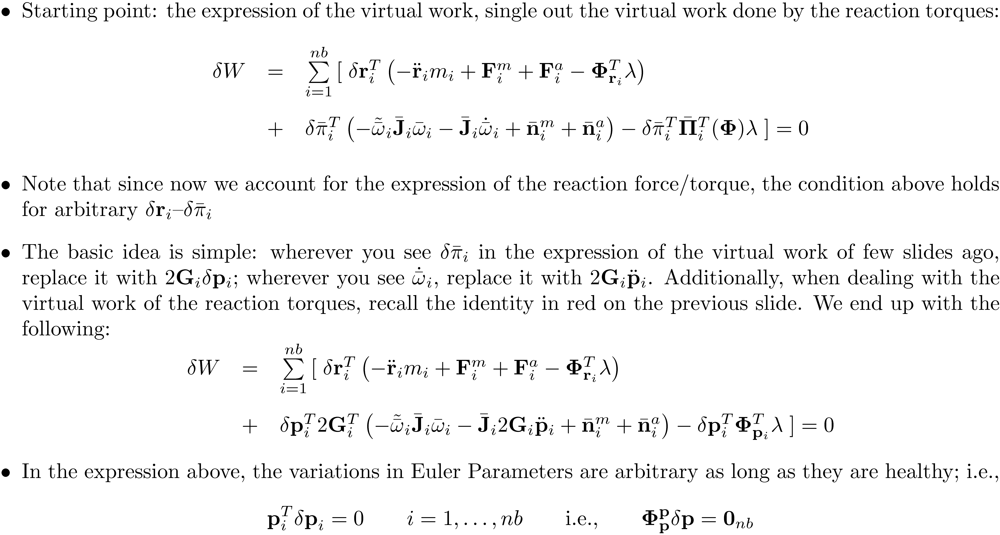 • Starting point: the expression of the virtual work, single out the virtual work done by the reaction torques:
$\delta W = \sum_{i=1}^{nb} [\ \delta \mathbf{r}_i^T \left( -\ddot{\mathbf{r}}_i m_i + \mathbf{F}_i^m + \mathbf{F}_i^a - \mathbf{\Phi}_{\mathbf{r}_i}^T \lambda \right)$
$+ \quad \delta \bar{\pi}_i^T \left( -\tilde{\bar{\omega}}_i \bar{\mathbf{J}}_i \bar{\omega}_i - \bar{\mathbf{J}}_i \dot{\bar{\omega}}_i + \bar{\mathbf{n}}_i^m + \bar{\mathbf{n}}_i^a \right) - \delta \bar{\pi}_i^T \bar{\mathbf{\Pi}}_i^T (\mathbf{\Phi}) \lambda \ ] = 0$
• Note that since now we account for the expression of the reaction force/torque, the condition above holds
for arbitrary $\delta \mathbf{r}_i$–$\delta \bar{\pi}_i$
• The basic idea is simple: wherever you see $\delta \bar{\pi}_i$ in the expression of the virtual work of few slides ago,
replace it with $2\mathbf{G}_i \delta \mathbf{p}_i$; wherever you see $\dot{\bar{\omega}}_i$, replace it with $2\mathbf{G}_i \ddot{\mathbf{p}}_i$. Additionally, when dealing with the
virtual work of the reaction torques, recall the identity in red on the previous slide. We end up with the
following:
$\delta W = \sum_{i=1}^{nb} [\ \delta \mathbf{r}_i^T \left( -\ddot{\mathbf{r}}_i m_i + \mathbf{F}_i^m + \mathbf{F}_i^a - \mathbf{\Phi}_{\mathbf{r}_i}^T \lambda \right)$
$+ \quad \delta \mathbf{p}_i^T 2\mathbf{G}_i^T \left( -\tilde{\bar{\omega}}_i \bar{\mathbf{J}}_i \bar{\omega}_i - \bar{\mathbf{J}}_i 2\mathbf{G}_i \ddot{\mathbf{p}}_i + \bar{\mathbf{n}}_i^m + \bar{\mathbf{n}}_i^a \right) - \delta \mathbf{p}_i^T \mathbf{\Phi}_{\mathbf{p}_i}^T \lambda \ ] = 0$
• In the expression above, the variations in Euler Parameters are arbitrary as long as they are healthy; i.e.,
$\mathbf{p}_i^T \delta \mathbf{p}_i = 0 \qquad i = 1, \ldots, nb \qquad \text{i.e.,} \qquad \mathbf{\Phi}_{\mathbf{p}}^{\mathbf{p}} \delta \mathbf{p} = \mathbf{0}_{nb}$